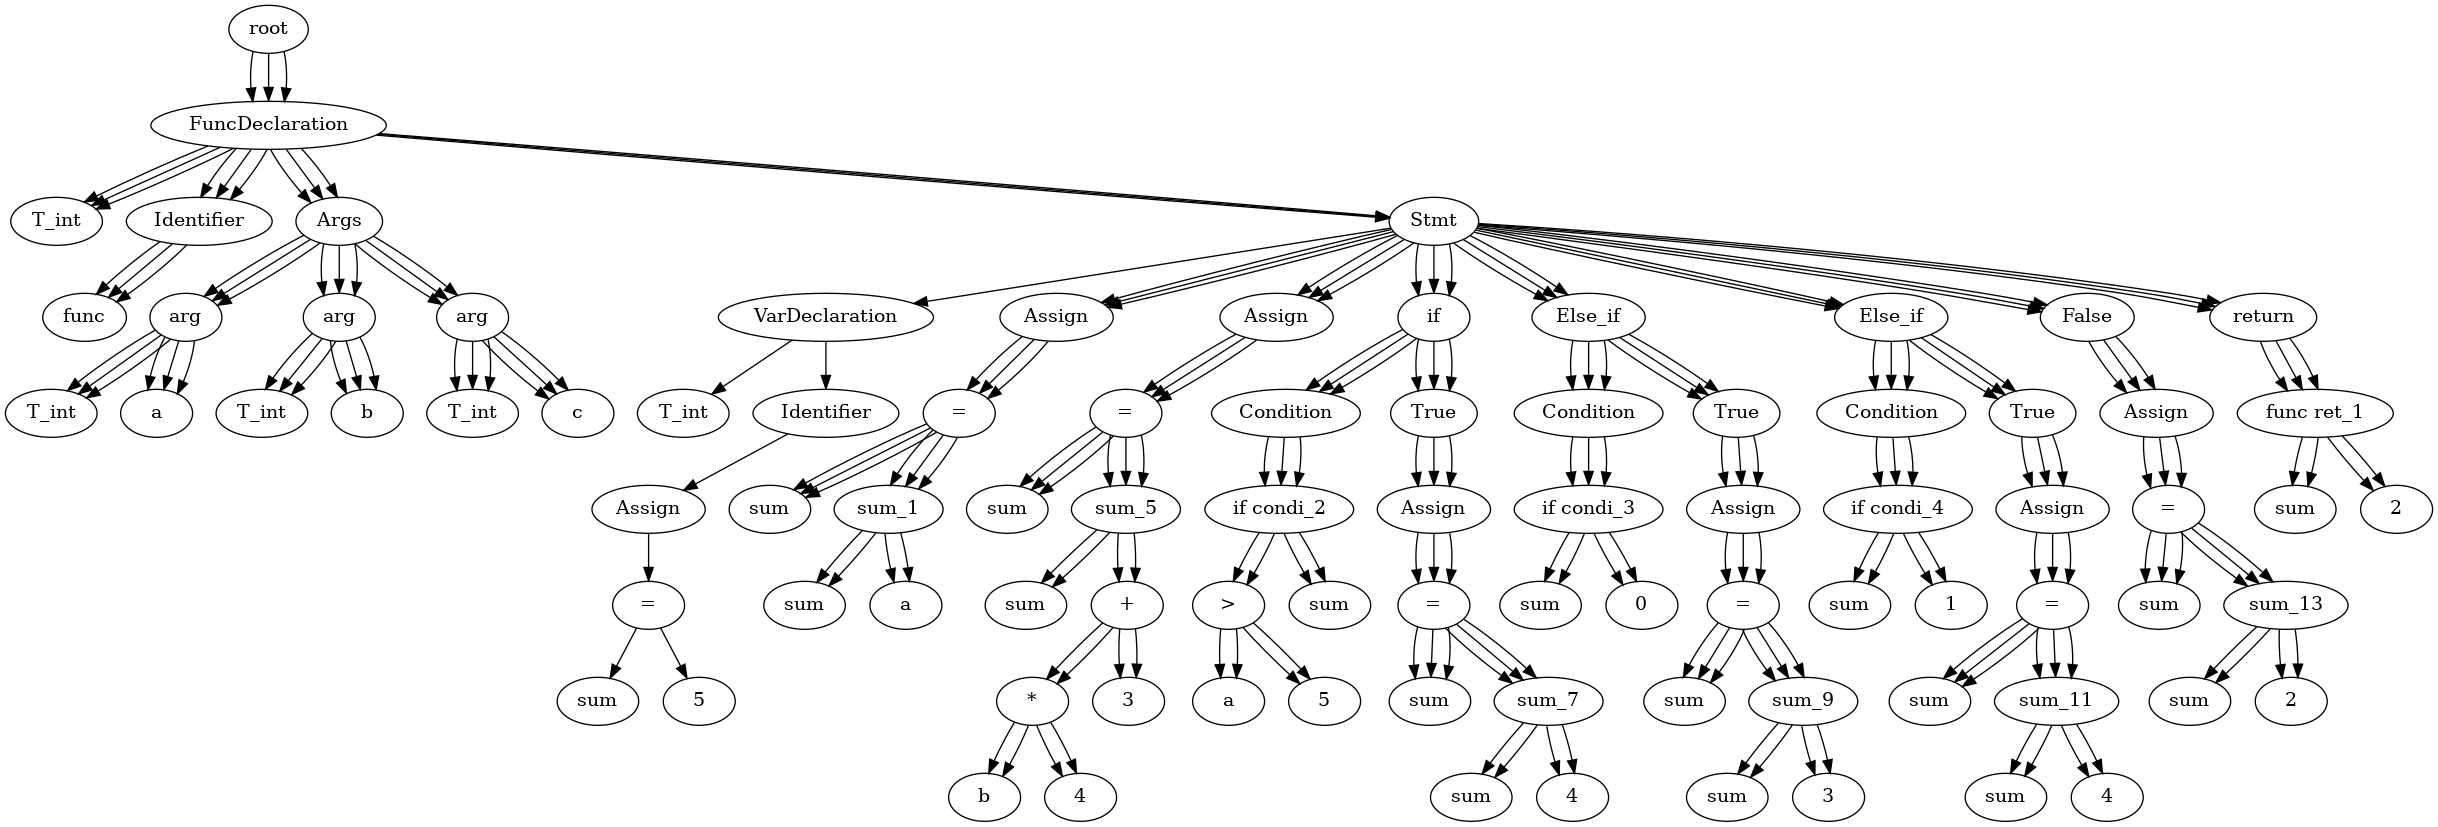 root
FuncDeclaration
T_int
Identifier
Args
Stmt
func
arg
arg
arg
VarDeclaration
Assign
Assign
if
Else_if
Else_if
False
return
T_int
a
T_int
b
T_int
c
T_int
Identifier
=
=
Condition
True
Condition
True
Condition
True
Assign
func ret_1
Assign
sum
sum_1
sum
sum_5
if condi_2
Assign
if condi_3
Assign
if condi_4
Assign
=
sum
2
=
sum
a
sum
+
>
sum
=
sum
0
=
sum
1
=
sum
sum_13
sum
5
*
3
a
5
sum
sum_7
sum
sum_9
sum
sum_11
sum
2
b
4
sum
4
sum
3
sum
4